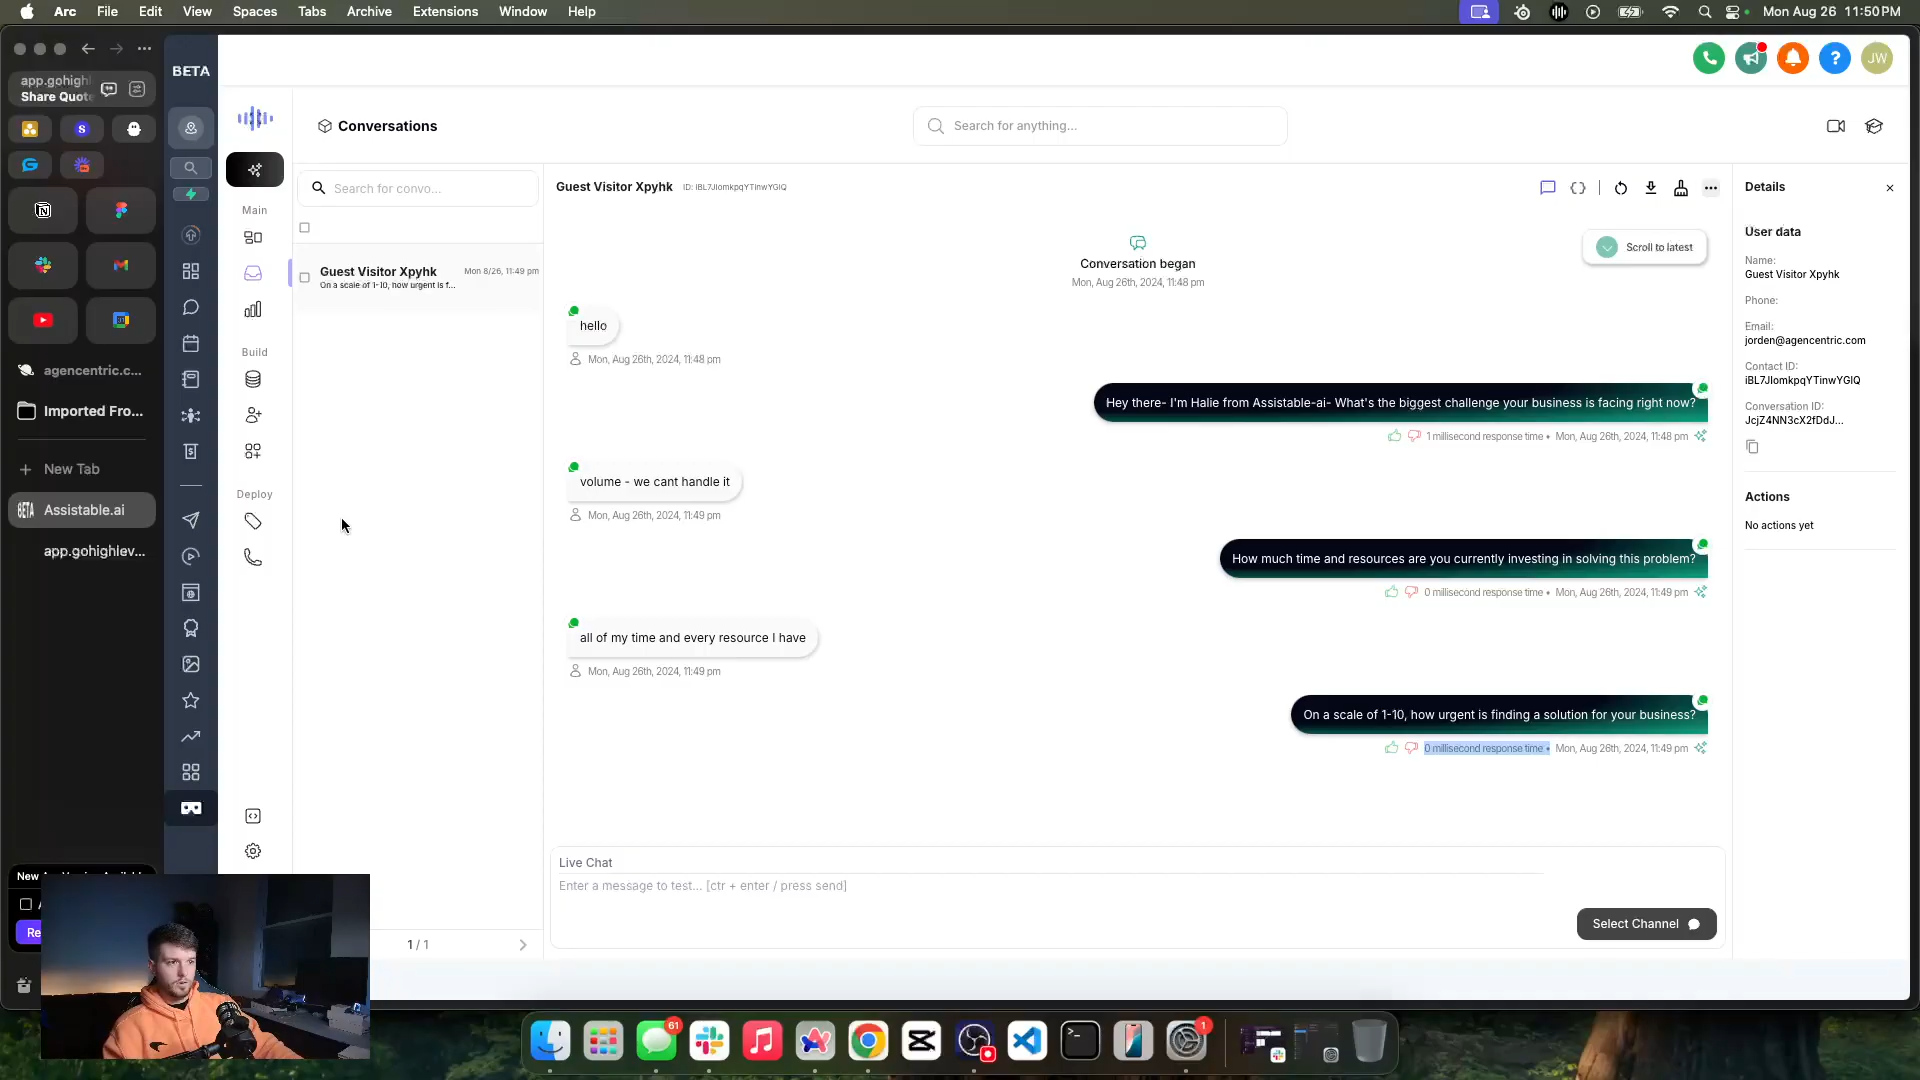 Arc File Edit View Spaces Tabs Archive Extensions Window Help
Mon Aug 26 11:50 PM
app.gohighl
Share Quot
BETA
JW
Conversations
Search for anything...
Search for convo...
Guest Visitor Xpyhk ID: iBL7JIomkpqYTinwYGIQ
Details
Main
Build
Deploy
agencentric.c...
Imported Fro...
New Tab
BETA Assistable.ai
app.gohighlev...
New
Re
Guest Visitor Xpyhk Mon 8/26, 11:49 pm
On a scale of 1-10, how urgent is f...
1 / 1
Conversation began
Mon, Aug 26th, 2024, 11:48 pm
Scroll to latest
hello
Mon, Aug 26th, 2024, 11:48 pm
Hey there- I'm Halie from Assistable-ai- What's the biggest challenge your business is facing right now?
1 millisecond response time • Mon, Aug 26th, 2024, 11:48 pm
volume - we cant handle it
Mon, Aug 26th, 2024, 11:49 pm
How much time and resources are you currently investing in solving this problem?
0 millisecond response time • Mon, Aug 26th, 2024, 11:49 pm
all of my time and every resource I have
Mon, Aug 26th, 2024, 11:49 pm
On a scale of 1-10, how urgent is finding a solution for your business?
0 millisecond response time • Mon, Aug 26th, 2024, 11:49 pm
Live Chat
Enter a message to test... [ctr + enter / press send]
Select Channel
User data
Name:
Guest Visitor Xpyhk
Phone:
Email:
jorden@agencentric.com
Contact ID:
iBL7JIomkpqYTinwYGIQ
Conversation ID:
JcjZ4NN3cX2fDdJ...
Actions
No actions yet
61
1